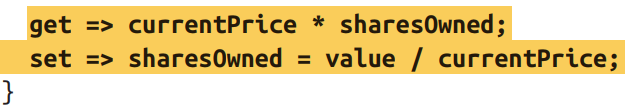 get => currentPrice * sharesOwned;
set => sharesOwned = value / currentPrice;
}